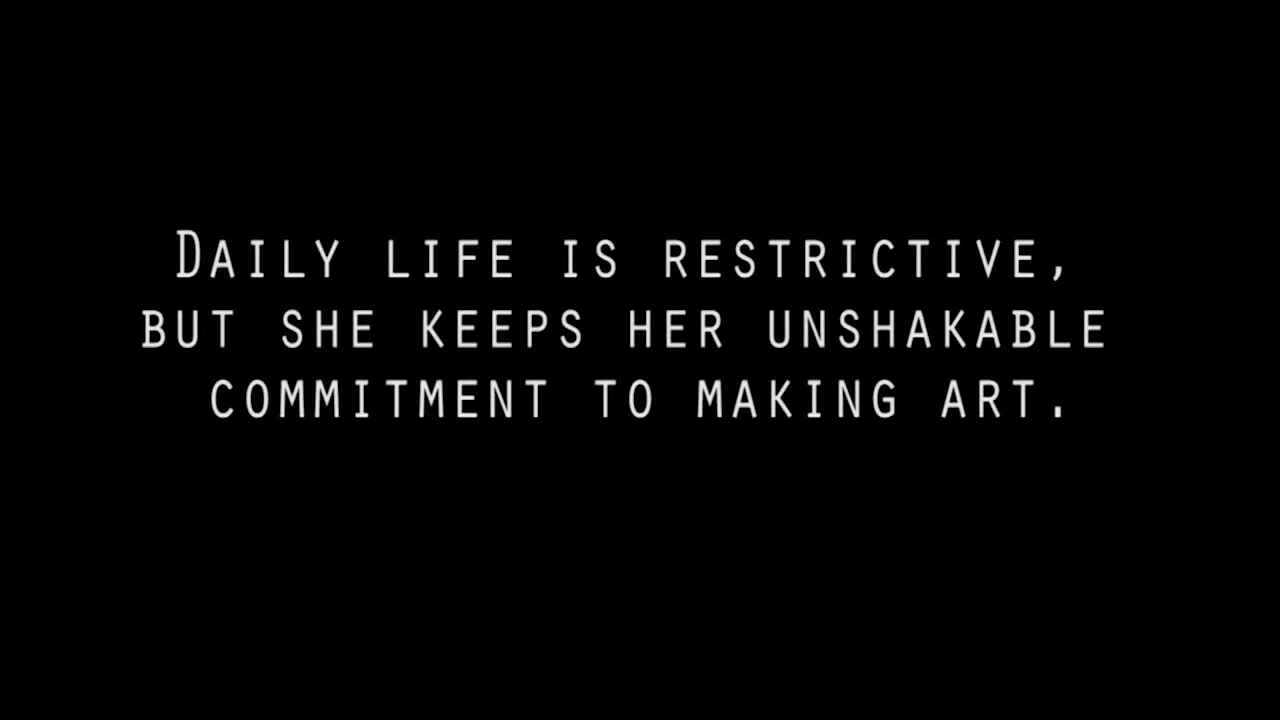 Daily life is restrictive,
but she keeps her unshakable
commitment to making art.